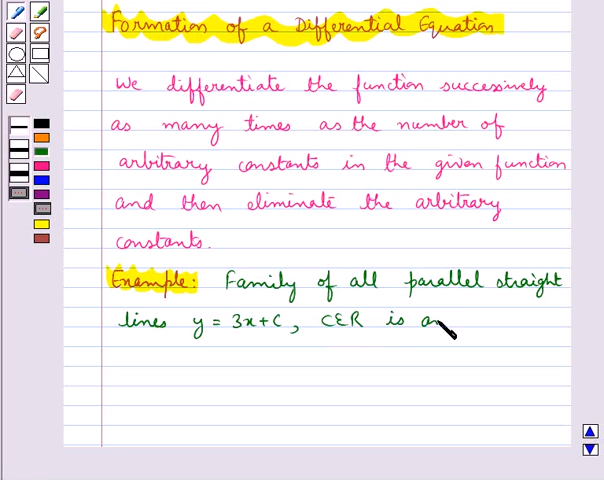 Formation of a Differential Equation
We differentiate the function successively
as many times as the number of
arbitrary constants in the given function
and then eliminate the arbitrary
constants.
Example: Family of all parallel straight
lines y = 3x+C, C∈R is a